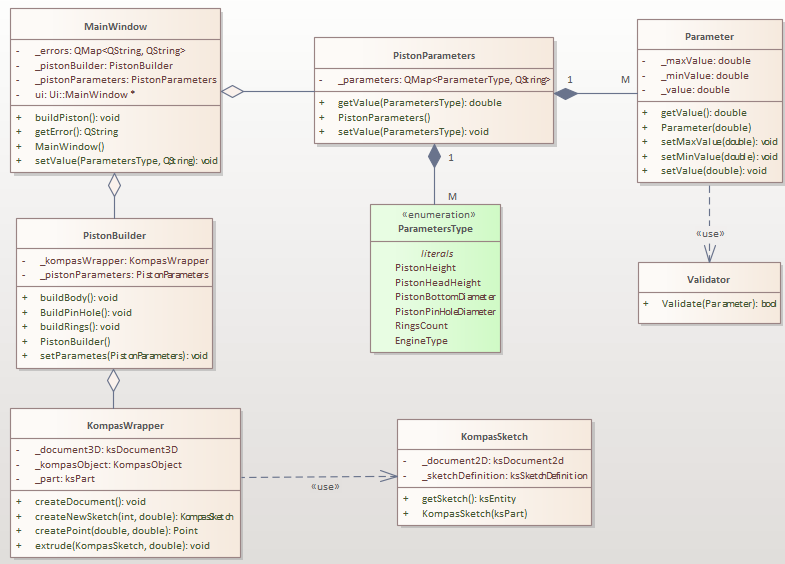 MainWindow
- _errors: QMap<QString, QString>
- _pistonBuilder: PistonBuilder
- _pistonParameters: PistonParameters
- ui: Ui::MainWindow *
+ buildPiston(): void
+ getError(): QString
+ MainWindow()
+ setValue(ParametersType, QString): void
PistonParameters
- _parameters: QMap<ParameterType, QString>
+ getValue(ParametersType): double
+ PistonParameters()
+ setValue(ParametersType): void
1
M
Parameter
- _maxValue: double
- _minValue: double
- _value: double
+ getValue(): double
+ Parameter(double)
+ setMaxValue(double): void
+ setMinValue(double): void
+ setValue(double): void
1
M
«enumeration»
ParametersType
literals
PistonHeight
PistonHeadHeight
PistonBottomDiameter
PistonPinHoleDiameter
RingsCount
EngineType
«use»
Validator
+ Validate(Parameter): bool
PistonBuilder
- _kompasWrapper: KompasWrapper
- _pistonParameters: PistonParameters
+ buildBody(): void
+ BuildPinHole(): void
+ buildRings(): void
+ PistonBuilder()
+ setParametes(PistonParameters): void
KompasWrapper
- _document3D: ksDocument3D
- _kompasObject: KompasObject
- _part: ksPart
+ createDocument(): void
+ createNewSketch(int, double): KompasSketch
+ createPoint(double, double): Point
+ extrude(KompasSketch, double): void
«use»
KompasSketch
- _document2D: ksDocument2d
- _sketchDefinition: ksSketchDefinition
+ getSketch(): ksEntity
+ KompasSketch(ksPart)